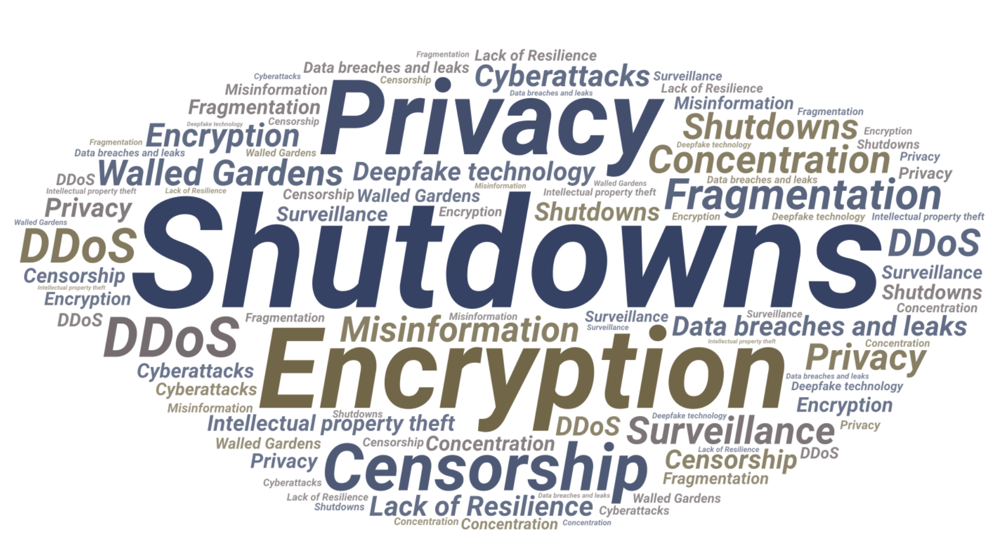 Fragmentation
Lack of Resilience
Data breaches and leaks
Cyberattacks
Cyberattacks
Surveillance
Censorship
Misinformation
Privacy
Data breaches and leaks
Lack of Resilience
Misinformation
Fragmentation
Fragmentation
Censorship
Shutdowns
Deepfake technology
Encryption
Encryption
Fragmentation
Walled Gardens
Data breaches and leaks
Deepfake technology
Shutdowns
Concentration
Privacy
Walled Gardens
Deepfake technology
Privacy
DDoS
Data breaches and leaks
Intellectual property theft
Lack of Resilience
Censorship
Walled Gardens
Misinformation
Walled Gardens
Intellectual property theft
Fragmentation
Privacy
Surveillance
Encryption
Shutdowns
Encryption
Deepfake technology
Intellectual property theft
Walled Gardens
DDoS
Shutdowns
DDoS
Censorship
Surveillance
Intellectual property theft
Shutdowns
Encryption
Concentration
DDoS
DDoS
Fragmentation
Misinformation
Misinformation
Surveillance
Surveillance
Surveillance
Data breaches and leaks
Intellectual property theft
Concentration
Encryption
Privacy
Cyberattacks
Data breaches and leaks
Deepfake technology
Cyberattacks
Encryption
Misinformation
Shutdowns
Intellectual property theft
DDoS
Deepfake technology
Surveillance
Privacy
Walled Gardens
Censorship
Concentration
Lack of Resilience
DDoS
Privacy
Censorship
Censorship
Fragmentation
Cyberattacks
Lack of Resilience
Data breaches and leaks
Walled Gardens
Shutdowns
Lack of Resilience
Cyberattacks
Concentration
Concentration
Concentration